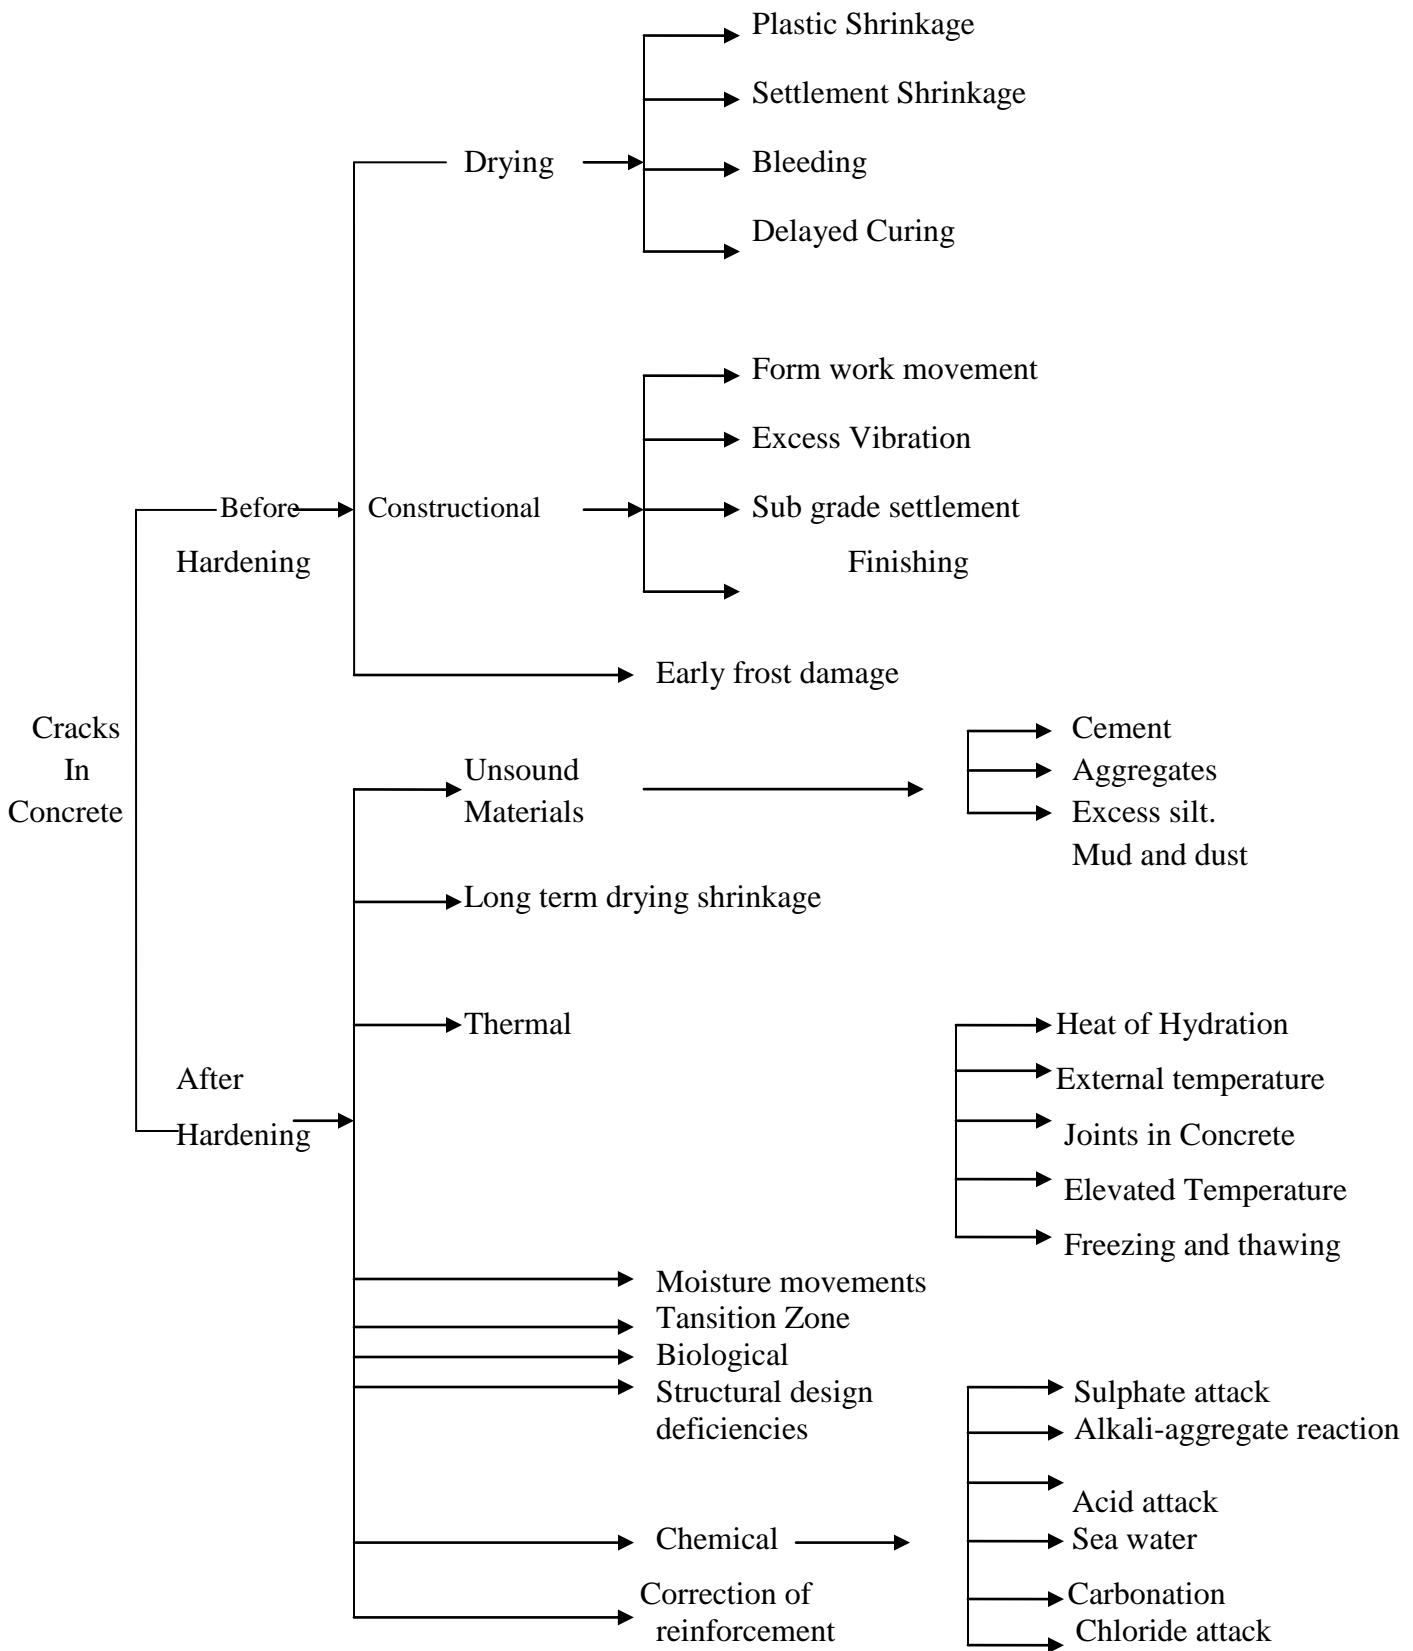 Plastic Shrinkage
Settlement Shrinkage
Drying
Bleeding
Delayed Curing
Form work movement
Excess Vibration
Before
Hardening
Constructional
Sub grade settlement
Finishing
Early frost damage
Cracks
In
Concrete
Unsound
Materials
Cement
Aggregates
Excess silt.
Mud and dust
Long term drying shrinkage
Thermal
Heat of Hydration
External temperature
Joints in Concrete
Elevated Temperature
Freezing and thawing
After
Hardening
Moisture movements
Tansition Zone
Biological
Structural design
deficiencies
Chemical
Sulphate attack
Alkali-aggregate reaction
Acid attack
Sea water
Carbonation
Chloride attack
Correction of
reinforcement